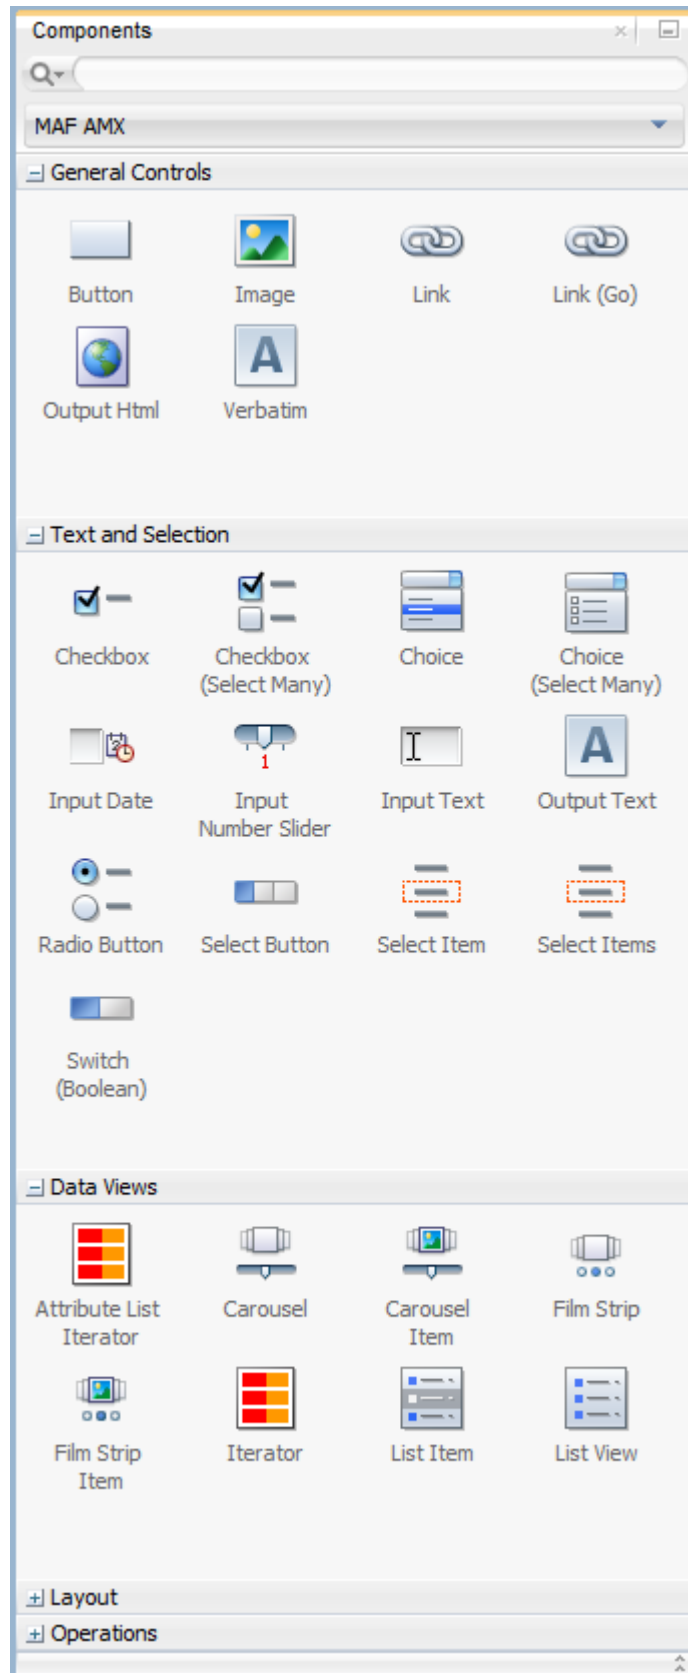 Components
MAF AMX
General Controls
Button Image Link Link (Go)
Output Html Verbatim
Text and Selection
Checkbox Checkbox Choice Choice
(Select Many) (Select Many)
Input Date Input Input Text Output Text
Number Slider
Radio Button Select Button Select Item Select Items
Switch
(Boolean)
Data Views
Attribute List Carousel Carousel Film Strip
Iterator Item
Film Strip Iterator List Item List View
Item
Layout
Operations